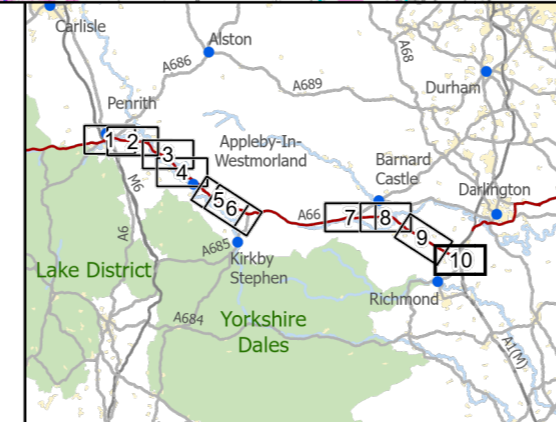 Carlisle
Alston
A686
A689
A68
Durham
Penrith
1
2
3
4
5
6
Appleby-In-
Westmorland
Barnard
Castle
Darlington
M6
A6
A66
7
8
9
10
A685
Kirkby
Stephen
Lake District
Richmond
A684
Yorkshire
Dales
A1(M)